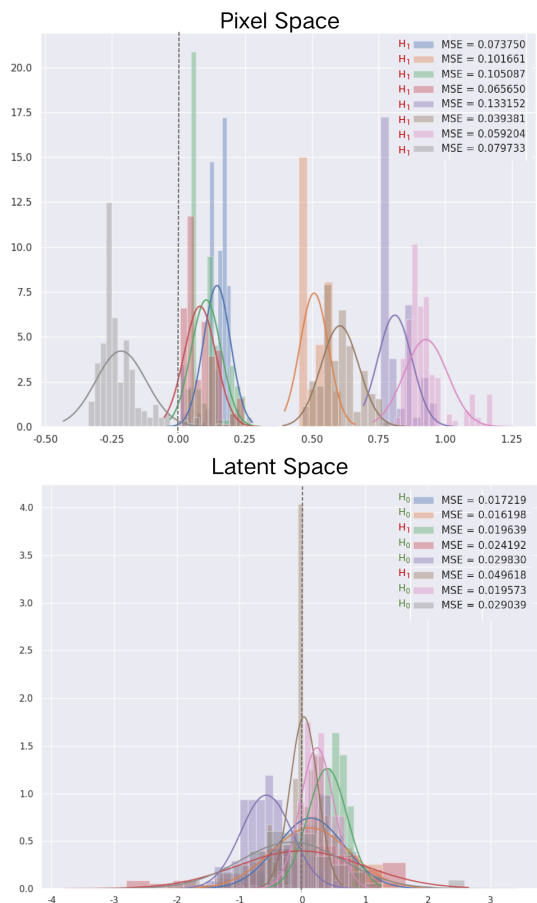 Pixel Space
H1 MSE = 0.073750
H1 MSE = 0.101661
H1 MSE = 0.105087
H1 MSE = 0.065650
H1 MSE = 0.133152
H1 MSE = 0.039381
H1 MSE = 0.059204
H1 MSE = 0.079733
20.0
17.5
15.0
12.5
10.0
7.5
5.0
2.5
0.0
-0.50 -0.25 0.00 0.25 0.50 0.75 1.00 1.25
Latent Space
H0 MSE = 0.017219
H0 MSE = 0.016198
H1 MSE = 0.019639
H0 MSE = 0.024192
H0 MSE = 0.029830
H1 MSE = 0.049618
H0 MSE = 0.019573
H0 MSE = 0.029039
4.0
3.5
3.0
2.5
2.0
1.5
1.0
0.5
0.0
-4 -3 -2 -1 0 1 2 3